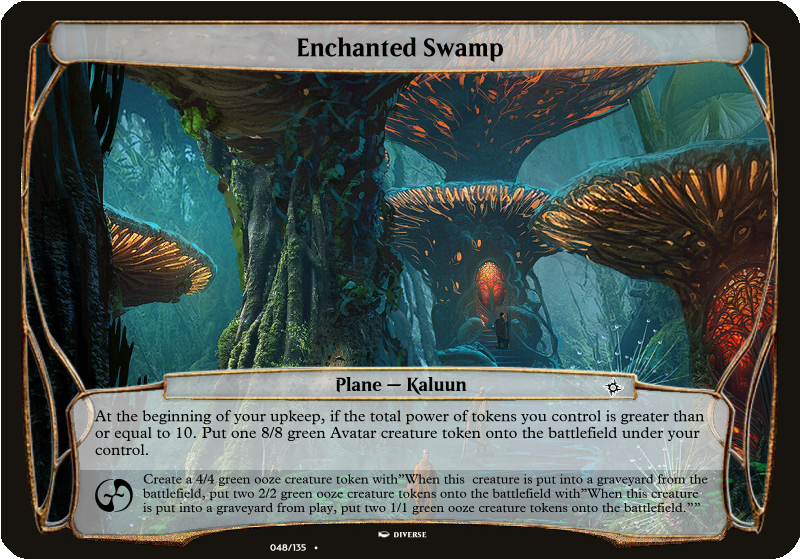 Enchanted Swamp
Plane — Kaluun
At the beginning of your upkeep, if the total power of tokens you control is greater than
or equal to 10. Put one 8/8 green Avatar creature token onto the battlefield under your
control.
Create a 4/4 green ooze creature token with”When this creature is put into a graveyard from the
battlefield, put two 2/2 green ooze creature tokens onto the battlefield with”When this creature
is put into a graveyard from play, put two 1/1 green ooze creature tokens onto the battlefield.””
DIVERSE
048/135 •